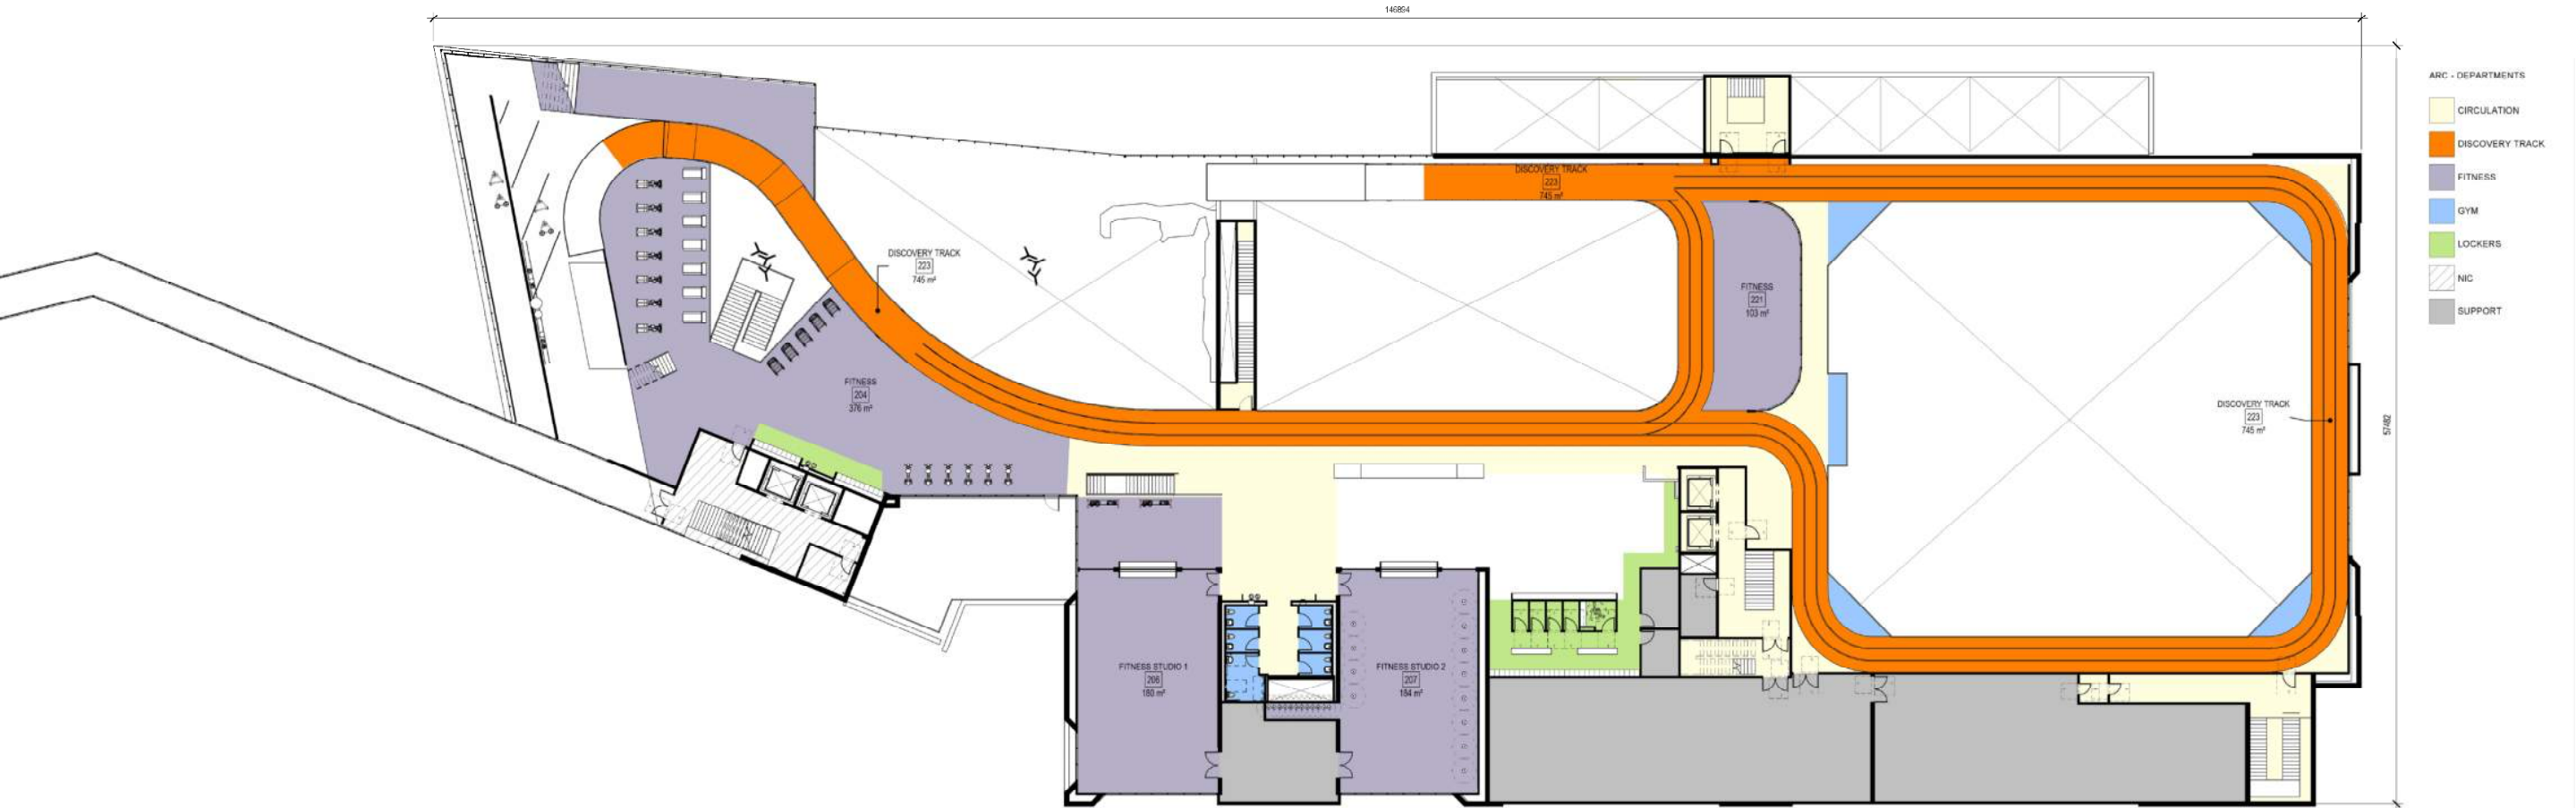 146894
ARC - DEPARTMENTS
CIRCULATION
DISCOVERY TRACK
FITNESS
GYM
LOCKERS
NIC
SUPPORT
DISCOVERY TRACK
223
745 m²
DISCOVERY TRACK
223
745 m²
FITNESS
221
103 m²
FITNESS
204
376 m²
DISCOVERY TRACK
223
745 m²
57482
FITNESS STUDIO 1
206
180 m²
FITNESS STUDIO 2
207
184 m²